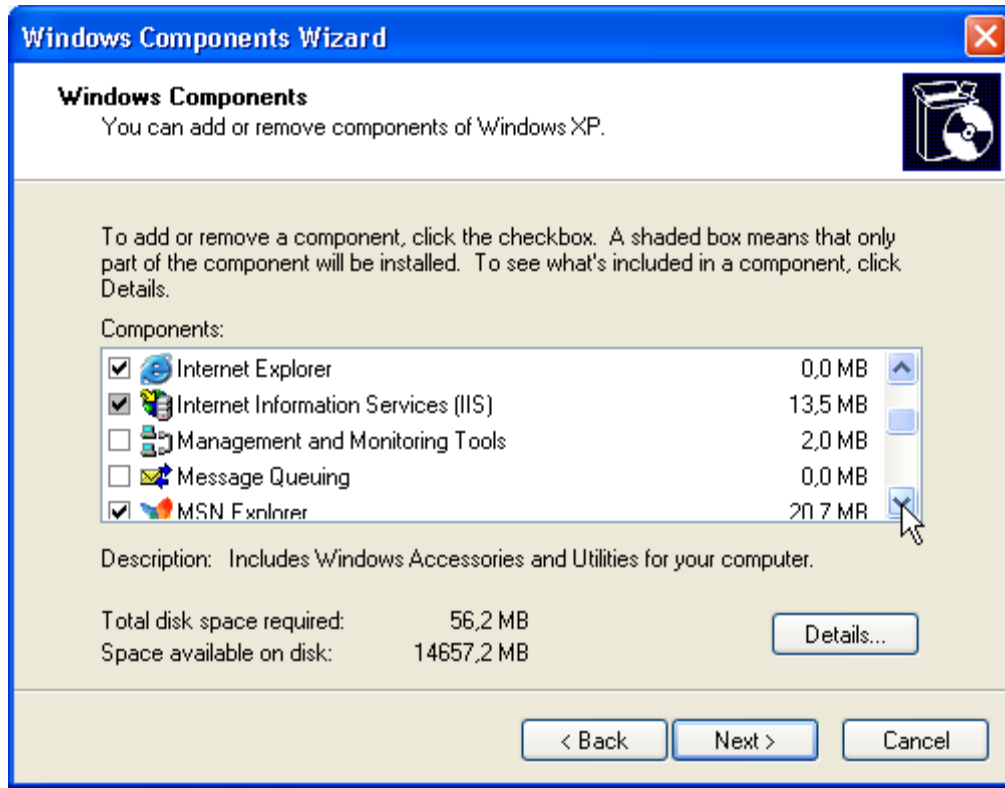 Windows Components Wizard
Windows Components
You can add or remove components of Windows XP.
To add or remove a component, click the checkbox. A shaded box means that only
part of the component will be installed. To see what's included in a component, click
Details.
Components:
Internet Explorer 0,0 MB
Internet Information Services (IIS) 13,5 MB
Management and Monitoring Tools 2,0 MB
Message Queuing 0,0 MB
MSN Explorer 20,7 MB
Description: Includes Windows Accessories and Utilities for your computer.
Total disk space required: 56,2 MB
Space available on disk: 14657,2 MB
Details...
< Back Next > Cancel